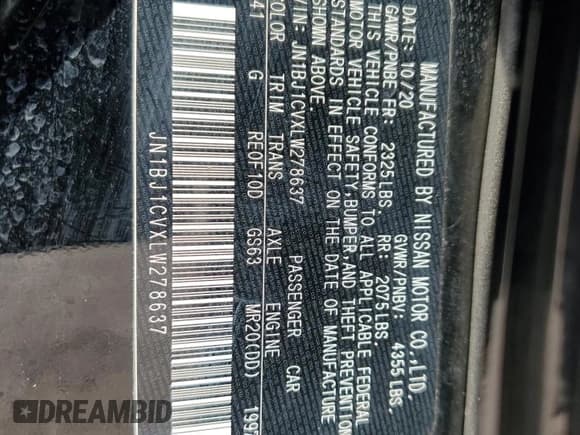 MANUFACTURED BY NISSAN MOTOR CO.,LTD.
DATE: 10/20 GVWR/PNBV: 4355 LBS.
GAWR/PNBE FR: 2325 LBS. RR: 2075 LBS.
THIS VEHICLE CONFORMS TO ALL APPLICABLE FEDERAL
MOTOR VEHICLE SAFETY, BUMPER, AND THEFT PREVENTION
STANDARDS IN EFFECT ON THE DATE OF MANUFACTURE
SHOWN ABOVE.
JN1BJ1CVXLW278637 PASSENGER CAR
COLOR TRIM TRANS AXLE ENGINE
41 G RE0F10D GS63 MR20(DD) 1997
JN1BJ1CVXLW278637
DREAMBID